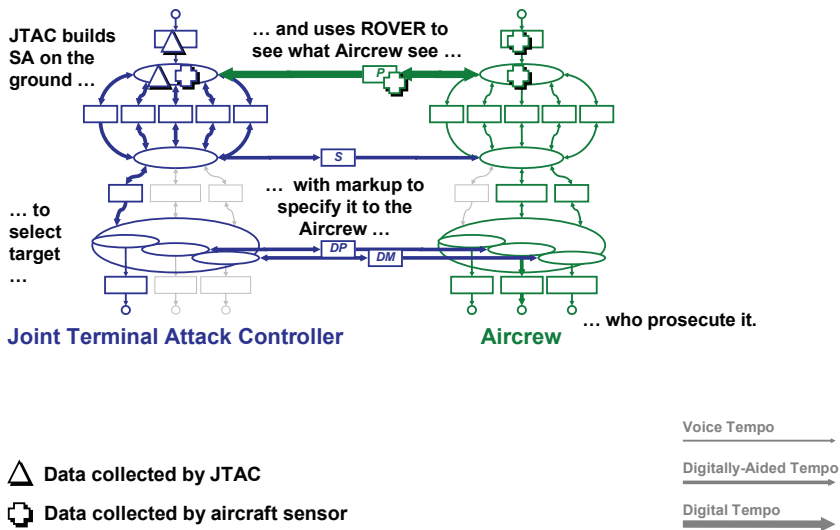 JTAC builds
SA on the
ground …
… and uses ROVER to
see what Aircrew see …
P
S
… with markup to
specify it to the
Aircrew …
… to
select
target
…
DP
DM
… who prosecute it.
Joint Terminal Attack Controller
Aircrew
Voice Tempo
Digitally-Aided Tempo
Digital Tempo
Data collected by JTAC
Data collected by aircraft sensor